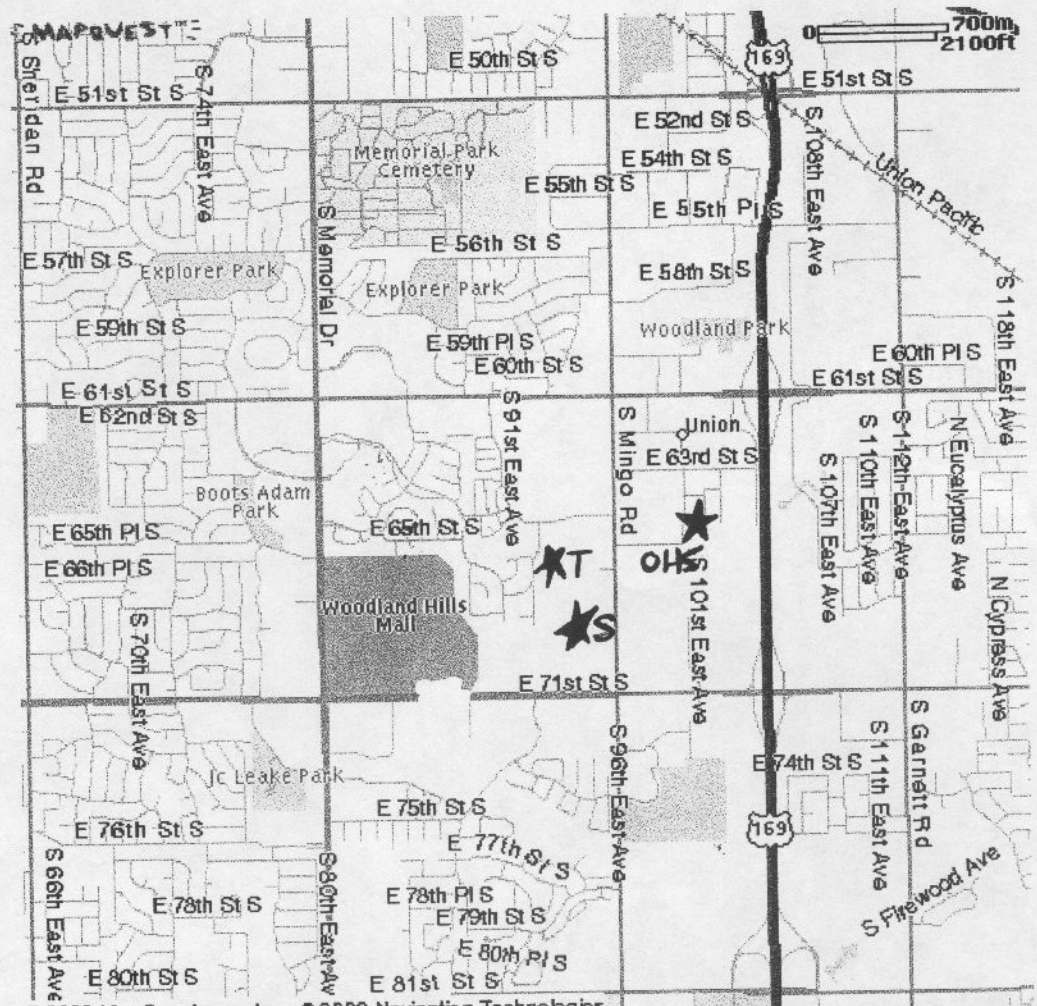 MAPQUEST
0 700m
2100ft
169
E 50th St S
E 51st St S
E 51st St S
S Sheriden Rd
S 74th East Ave
E 52nd St S
Memorial Park
Cemetery
E 54th St S
S 108th East Ave
Union Pacific
E 55th St S
E 55th Pl S
S Memorial Dr
E 56th St S
E 57th St S
Explorer Park
E 58th St S
Explorer Park
S 118th East Ave
E 59th St S
Woodland Park
E 59th Pl S
E 60th St S
E 60th Pl S
E 61st St S
E 61st St S
E 62nd St S
S 91st East Ave
S Mingo Rd
Union
E 63rd St S
S 107th East Ave
S 110th East Ave
S 112th East Ave
N Eucalyptus Ave
Boots Adam
Park
E 65th Pl S
E 65th St S
E 66th Pl S
T
OHS
S 101st East Ave
N Cypress Ave
Woodland Hills
Mall
S
S 70th East Ave
E 71st St S
S 96th East Ave
S Garnett Rd
E 74th St S
S 111th East Ave
Jc Leake Park
E 75th St S
E 76th St S
169
E 77th St S
S 66th East Ave
S 80th East Av
E 78th St S
E 78th Pl S
E 79th St S
S Firewood Ave
E 80th Pl S
E 80th St S
E 81st St S
Navigation Technologies